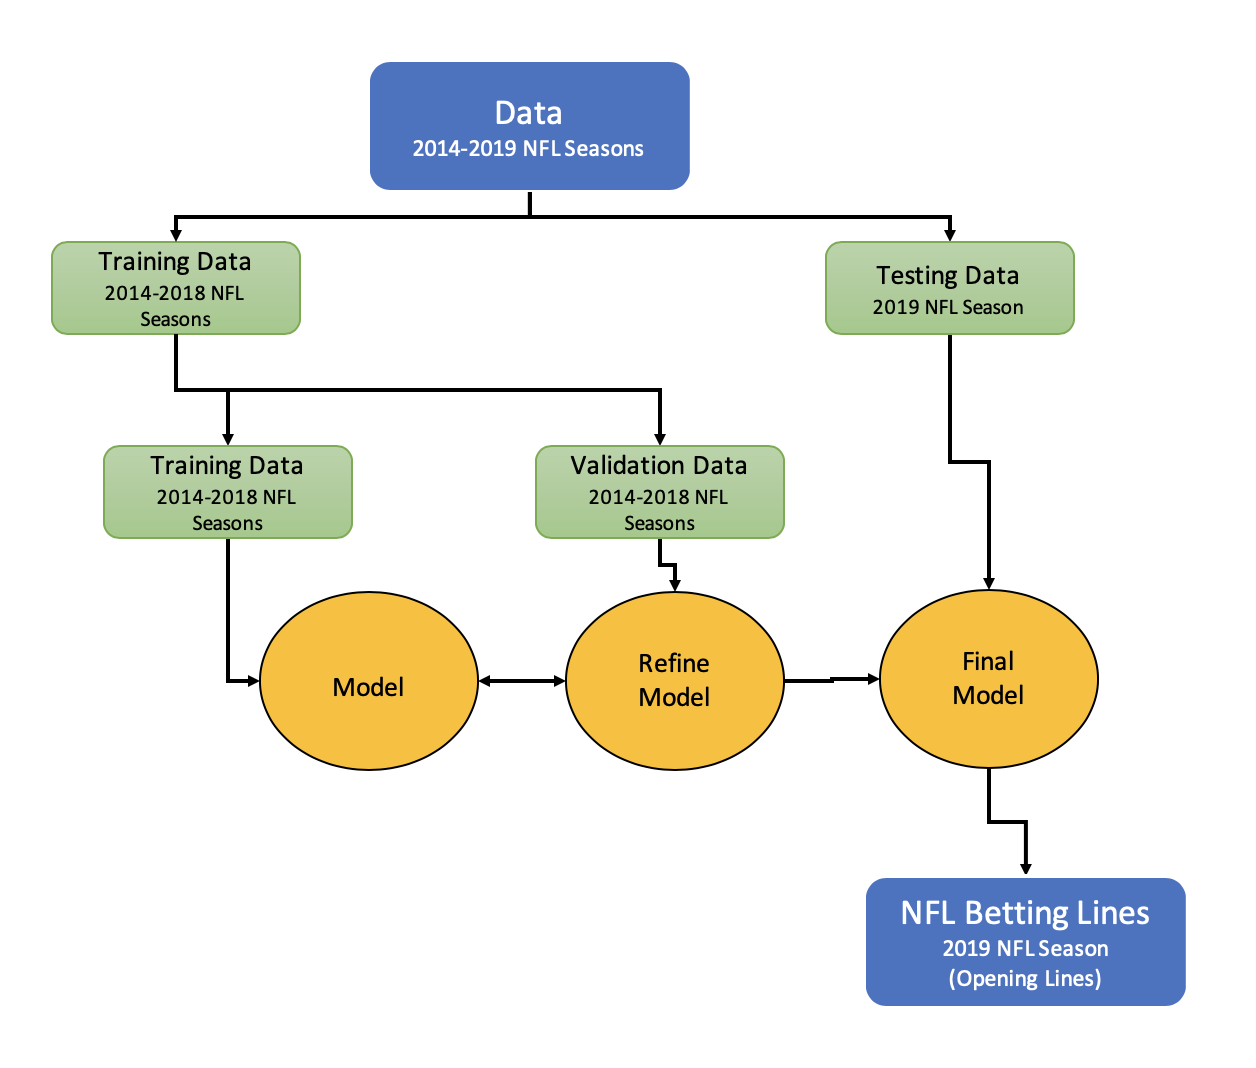 Data
2014-2019 NFL Seasons
Training Data
2014-2018 NFL
Seasons
Testing Data
2019 NFL Season
Training Data
2014-2018 NFL
Seasons
Validation Data
2014-2018 NFL
Seasons
Model
Refine
Model
Final
Model
NFL Betting Lines
2019 NFL Season
(Opening Lines)